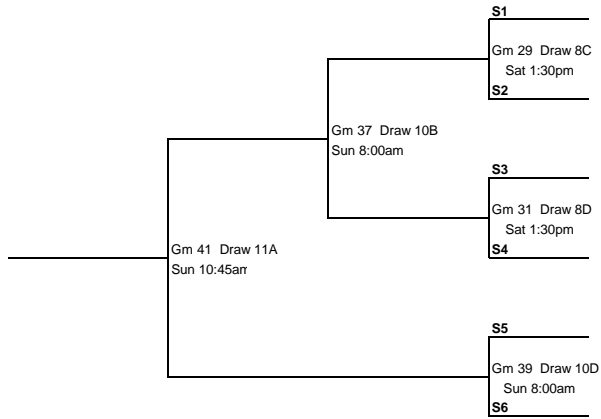 S1
Gm 29 Draw 8C
Sat 1:30pm
S2
Gm 37 Draw 10B
Sun 8:00am
S3
Gm 31 Draw 8D
Sat 1:30pm
S4
Gm 41 Draw 11A
Sun 10:45am
S5
Gm 39 Draw 10D
Sun 8:00am
S6